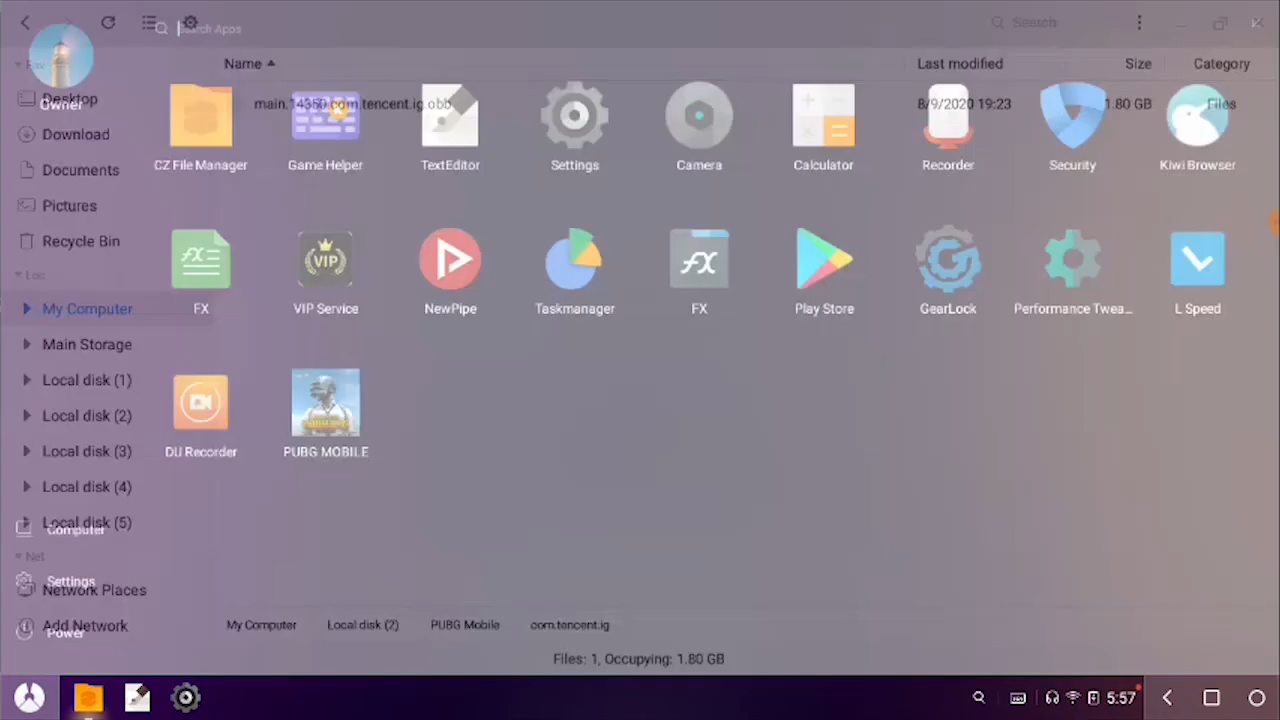 Search Apps
Search
Name
Last modified
Size
Category
Owner
Desktop
main.14350.com.tencent.ig.obb
8/9/2020 19:23
1.80 GB
Files
Download
Documents
Pictures
Recycle Bin
CZ File Manager
Game Helper
TextEditor
Settings
Camera
Calculator
Recorder
Security
Kiwi Browser
Loc
My Computer
Main Storage
Local disk (1)
Local disk (2)
Local disk (3)
Local disk (4)
Local disk (5)
FX
VIP
VIP Service
NewPipe
Taskmanager
FX
FX
Play Store
GearLock
Performance Twea...
L Speed
DU Recorder
PUBG MOBILE
Computer
Net
Settings
Network Places
Add Network
Power
My Computer
Local disk (2)
PUBG Mobile
com.tencent.ig
Files: 1, Occupying: 1.80 GB
5:57